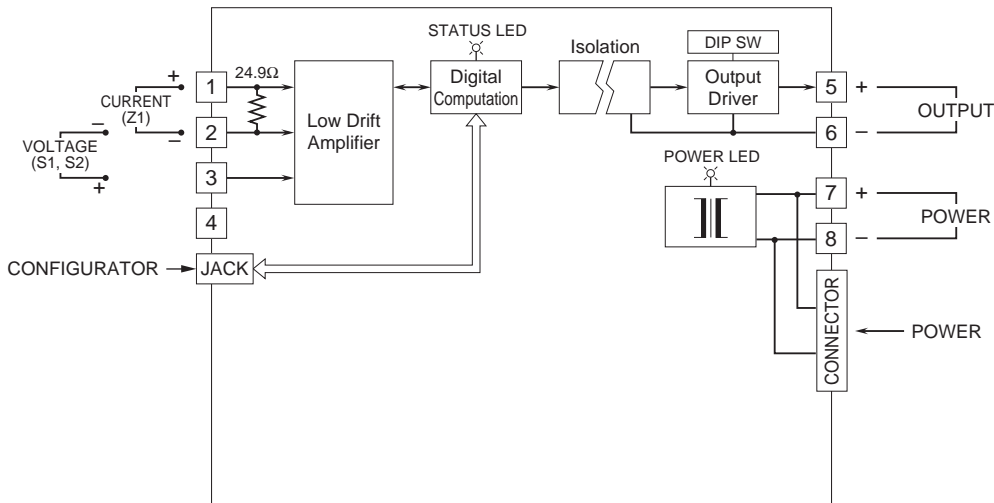 STATUS LED
DIP SW
Isolation
24.9Ω
Digital
Computation
Output
Driver
Low Drift
Amplifier
+
CURRENT
(Z1)
–
–
VOLTAGE
(S1, S2)
+
1
2
3
4
5
+
OUTPUT
6
–
POWER LED
7
+
POWER
8
–
CONFIGURATOR
JACK
CONNECTOR
POWER